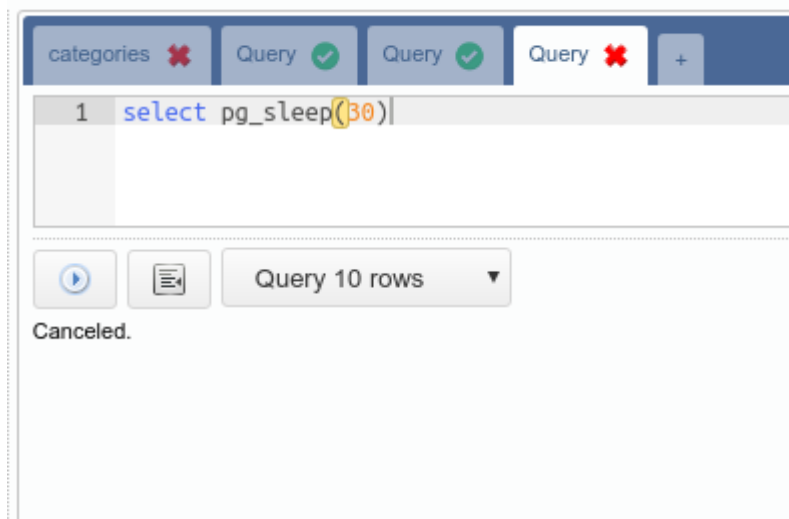 categories Query Query Query +
1 select pg_sleep(30)
Query 10 rows
Canceled.